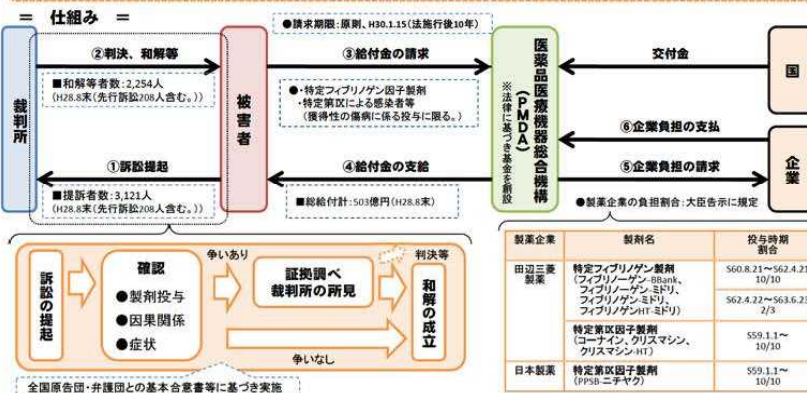 ＝ 仕組み ＝
●請求期限：原則、H30.1.15（法施行後10年）
裁判所
②判決、和解等
■和解等者数：2,254人
（H28.8末（先行訴訟208人含む。））
①訴訟提起
■提訴者数：3,121人
（H28.8末（先行訴訟208人含む。））
被害者
③給付金の請求
●・特定フィブリノゲン因子製剤
・特定第Ⅸによる感染者等
（獲得性の傷病に係る投与に限る。）
④給付金の支給
■総給付計：503億円（H28.8末）
医薬品医療機器総合機構
（PMDA）
※法律に基づき基金を創設
交付金
国
⑥企業負担の支払
⑤企業負担の請求
企業
●製薬企業の負担割合：大臣告示に規定
訴訟の提起
確認
●製剤投与
●因果関係
●症状
争いあり
証拠調べ
裁判所の所見
判決等
争いなし
和解の成立
全国原告団・弁護団との基本合意書等に基づき実施
製薬企業 製剤名 投与時期
割合
田辺三菱
製薬
特定フィブリノゲン製剤
（フィブリノーゲン-BBank、
フィブリノーゲン-ミドリ、
フィブリノゲン-ミドリ、
フィブリノゲンHT-ミドリ）
S60.8.21～S62.4.21
10/10
S62.4.22～S63.6.23
2/3
特定第Ⅸ因子製剤
（コーナイン、クリスマシン、
クリスマシン-HT）
S59.1.1～
10/10
日本製薬
特定第Ⅸ因子製剤
（PPSB-ニチヤク）
S59.1.1～
10/10